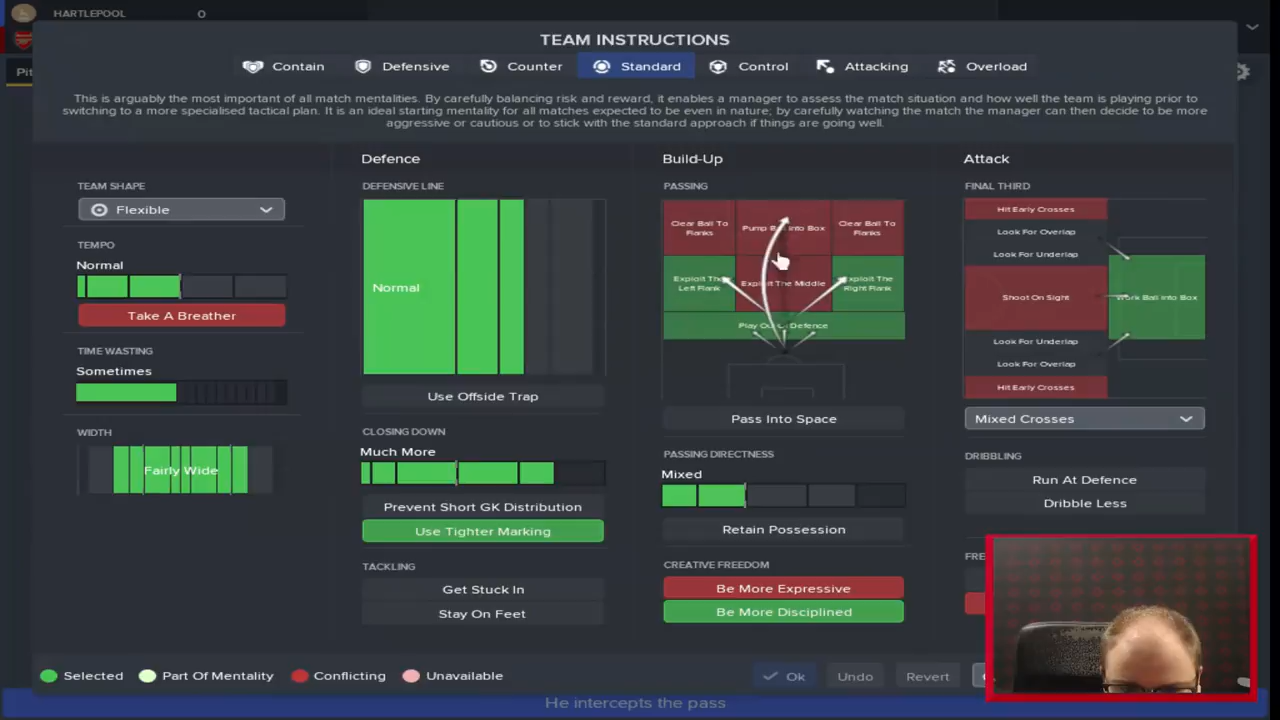 HARTLEPOOL 0
TEAM INSTRUCTIONS
Contain Defensive Counter Standard Control Attacking Overload
This is arguably the most important of all match mentalities. By carefully balancing risk and reward, it enables a manager to assess the match situation and how well the team is playing prior to
switching to a more specialised tactical plan. It is an ideal starting mentality for all matches expected to be even in nature; by carefully watching the match the manager can then decide to be more
aggressive or cautious or to stick with the standard approach if things are going well.
TEAM SHAPE
Flexible
TEMPO
Normal
Take A Breather
TIME WASTING
Sometimes
WIDTH
Fairly Wide
Defence
DEFENSIVE LINE
Normal
Use Offside Trap
CLOSING DOWN
Much More
Prevent Short GK Distribution
Use Tighter Marking
TACKLING
Get Stuck In
Stay On Feet
Build-Up
PASSING
Clear Ball To Flanks
Pump Ball Into Box
Clear Ball To Flanks
Exploit The Left Flank
Exploit The Middle
Exploit The Right Flank
Play Out Of Defence
Pass Into Space
PASSING DIRECTNESS
Mixed
Retain Possession
CREATIVE FREEDOM
Be More Expressive
Be More Disciplined
Attack
FINAL THIRD
Hit Early Crosses
Look For Overlap
Look For Underlap
Shoot On Sight
Work Ball Into Box
Look For Underlap
Look For Overlap
Hit Early Crosses
Mixed Crosses
DRIBBLING
Run At Defence
Dribble Less
Selected Part Of Mentality Conflicting Unavailable
Ok Undo Revert
He intercepts the pass